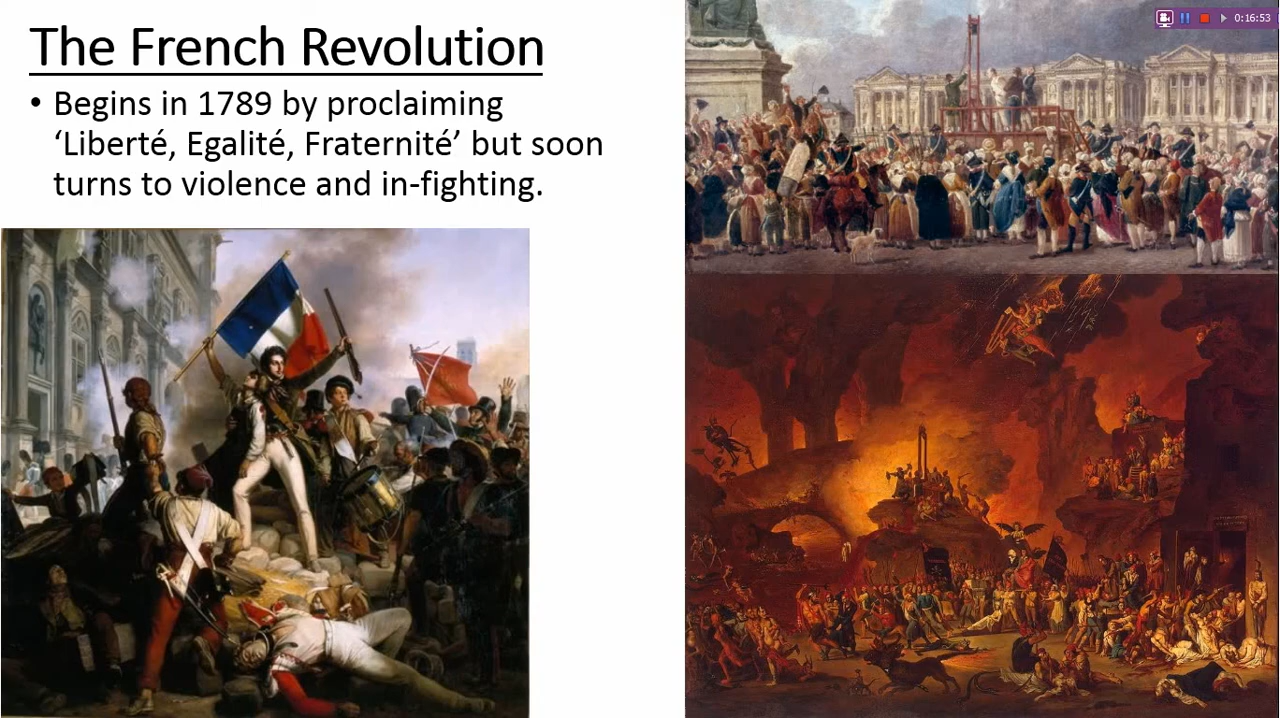 The French Revolution
• Begins in 1789 by proclaiming
‘Liberté, Egalité, Fraternité’ but soon
turns to violence and in-fighting.
0:16:53